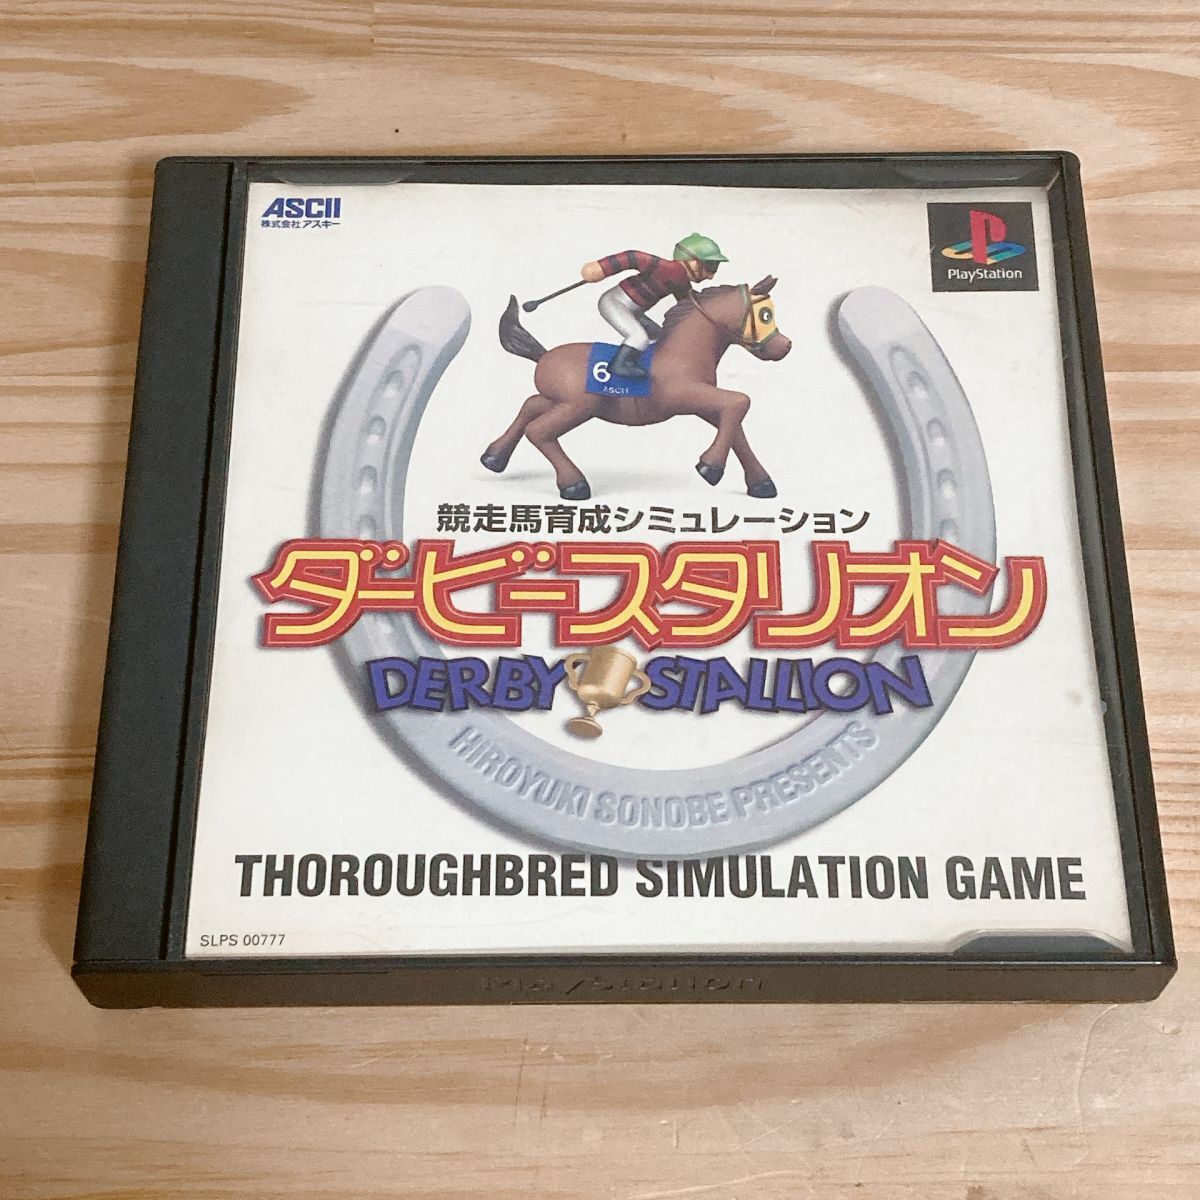 ASCII
株式会社アスキー
PlayStation
6
ASCII
競走馬育成シミュレーション
ダービースタリオン
DERBY STALLION
HIROYUKI SONOBE PRESENTS
THOROUGHBRED SIMULATION GAME
SLPS 00777
PlayStation